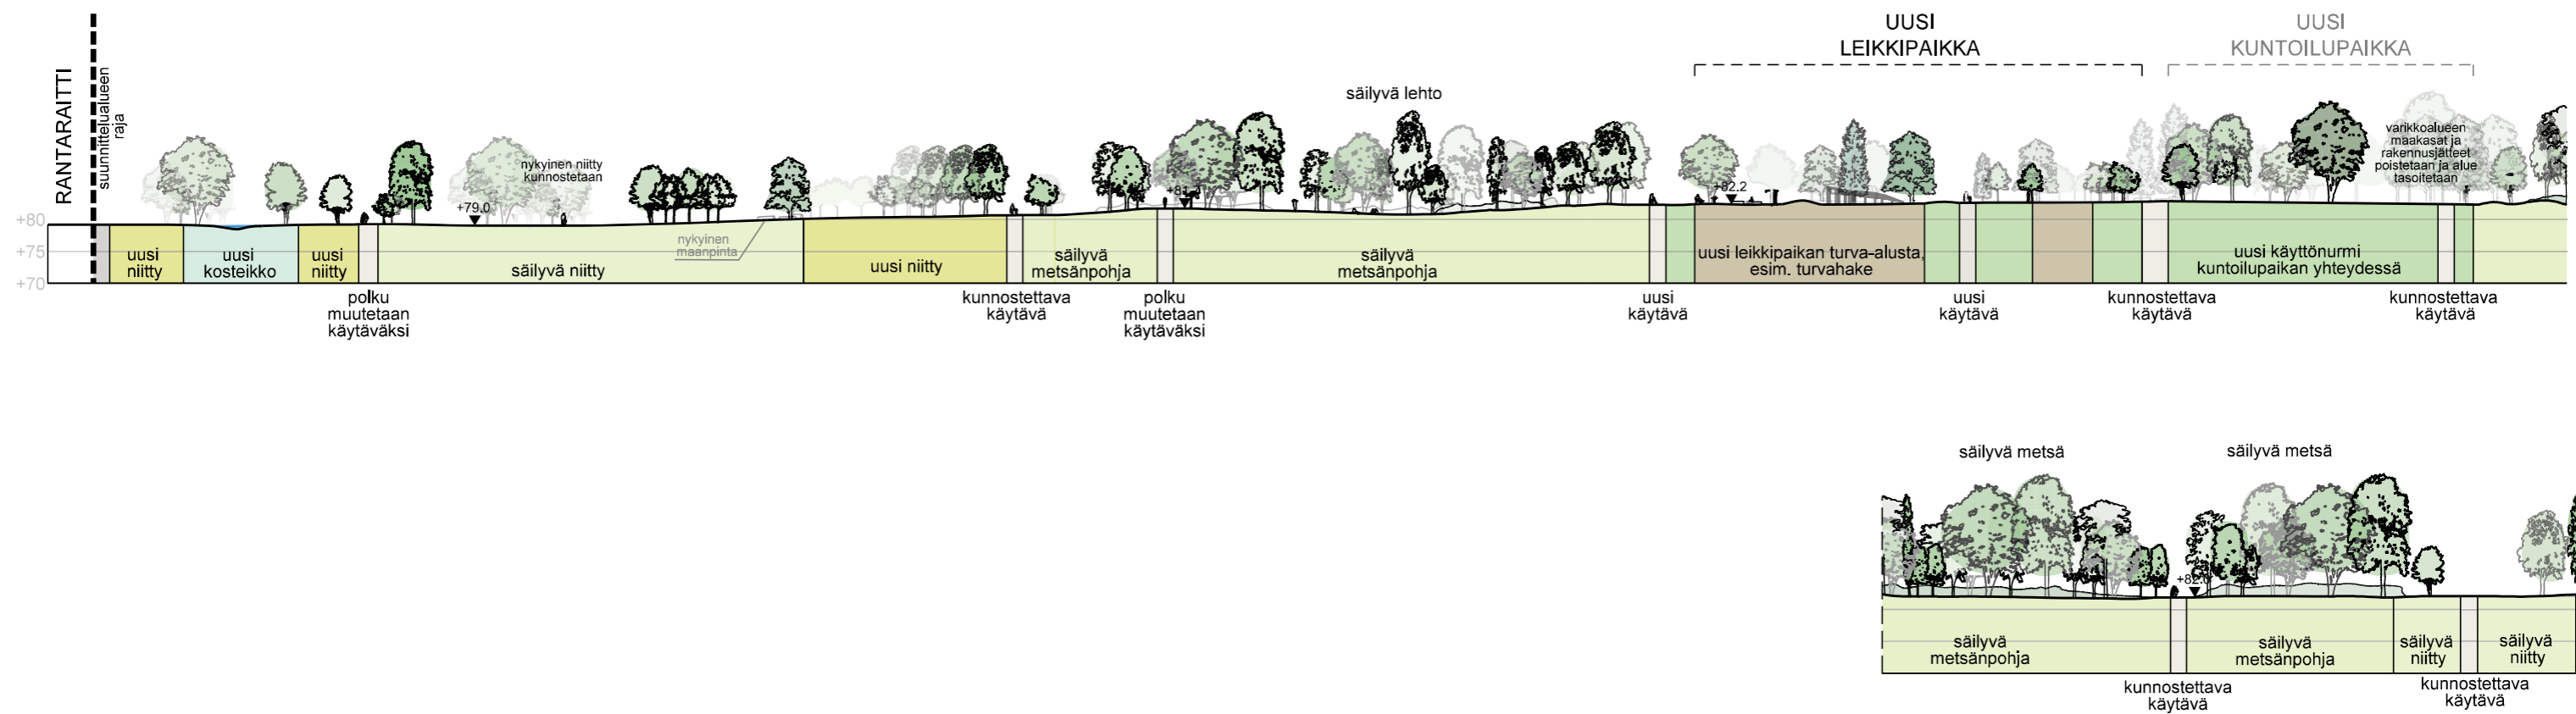 UUSI
LEIKKIPAIKKA
UUSI
KUNTOILUPAIKKA
RANTARAITTI
suunnittelualueen
raja
säilyvä lehto
nykyinen niitty
kunnostetaan
varikkoalueen
maakasat ja
rakennusjätteet
poistetaan ja alue
tasoitetaan
+79.0
+82.2
+80
+75
+70
nykyinen
maanpinta
uusi
niitty
uusi
kosteikko
uusi
niitty
säilyvä niitty
uusi niitty
säilyvä
metsänpohja
säilyvä
metsänpohja
uusi leikkipaikan turva-alusta,
esim. turvahake
uusi käyttönurmi
kuntoilupaikan yhteydessä
polku
muutetaan
käytäväksi
kunnostettava
käytävä
polku
muutetaan
käytäväksi
uusi
käytävä
uusi
käytävä
kunnostettava
käytävä
kunnostettava
käytävä
säilyvä metsä
säilyvä metsä
säilyvä
metsänpohja
säilyvä
metsänpohja
säilyvä
niitty
säilyvä
niitty
kunnostettava
käytävä
kunnostettava
käytävä